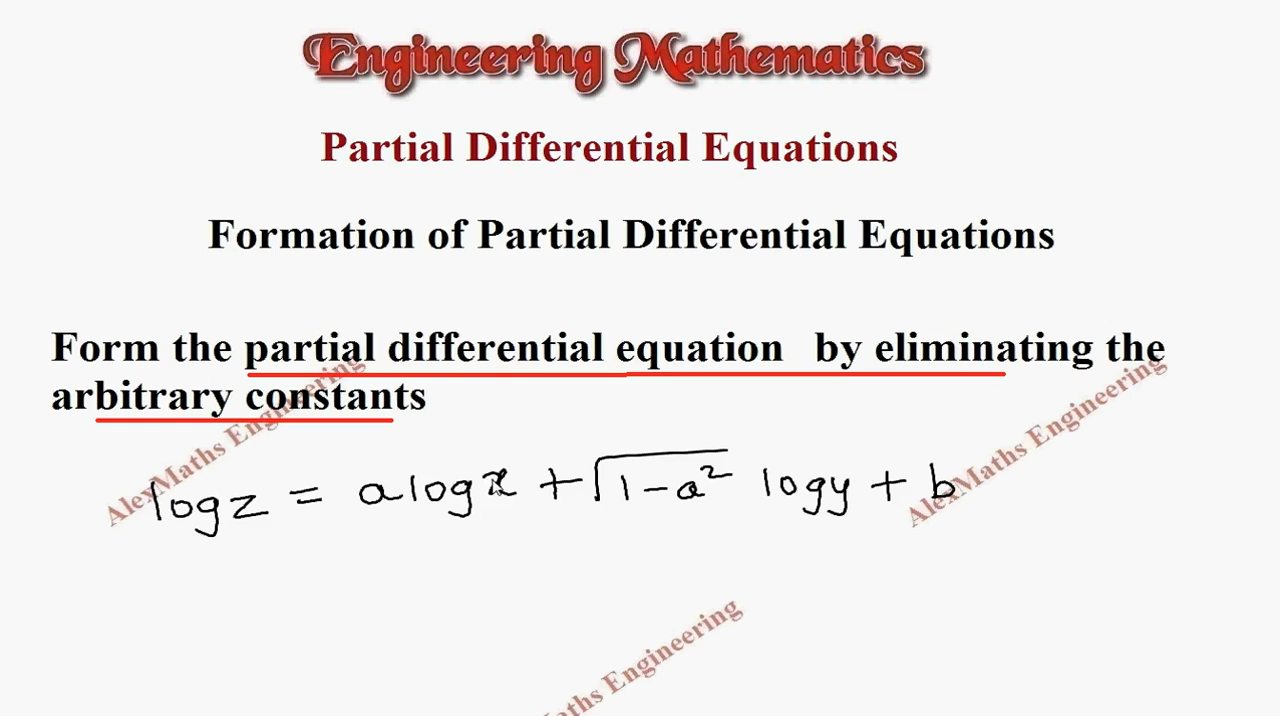 Engineering Mathematics
Partial Differential Equations
Formation of Partial Differential Equations
Form the partial differential equation by eliminating the
arbitrary constants
AlexMaths Engineering
AlexMaths Engineering
log z = a log x + √(1-a²) log y + b
Maths Engineering